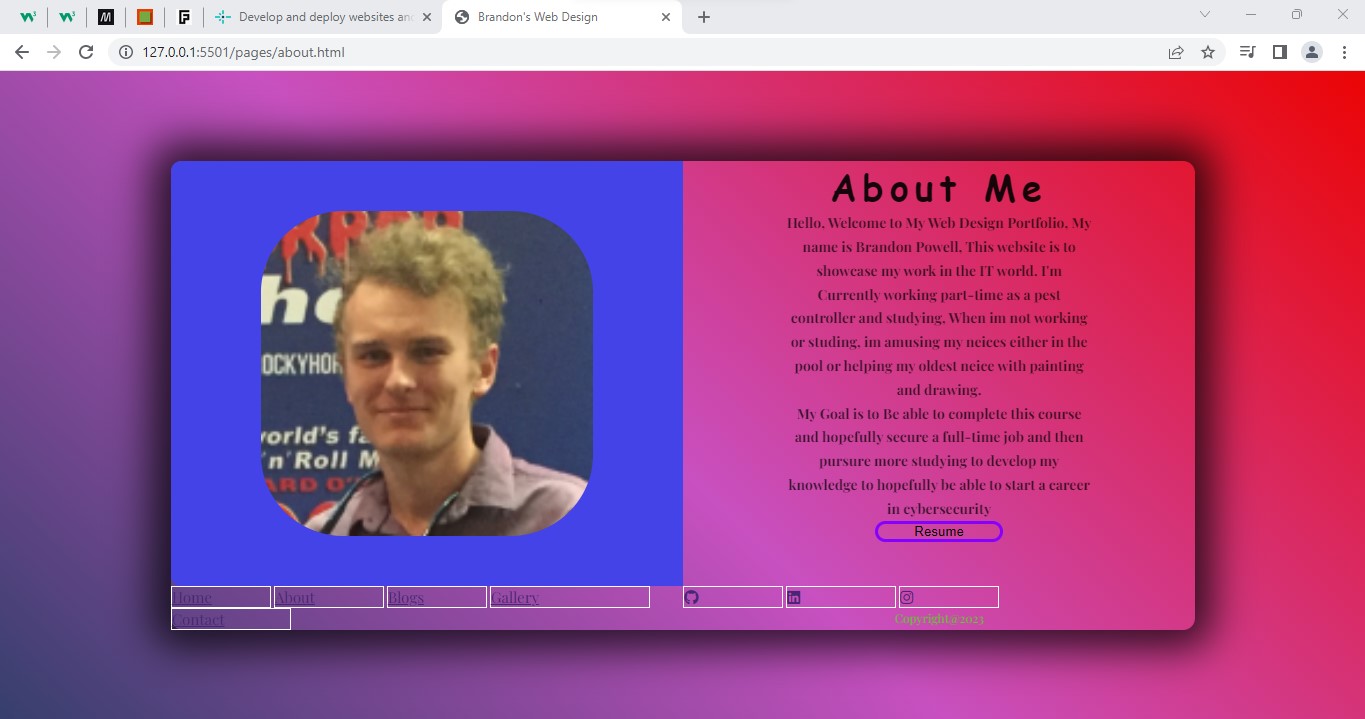 Develop and deploy websites and
Brandon's Web Design
127.0.0.1:5501/pages/about.html
ho
OCKYHOR
world's fa
'n' Roll M
ARD O'
About Me
Hello, Welcome to My Web Design Portfolio, My
name is Brandon Powell, This website is to
showcase my work in the IT world. I'm
Currently working part-time as a pest
controller and studying, When im not working
or studing, im amusing my neices either in the
pool or helping my oldest neice with painting
and drawing.
My Goal is to Be able to complete this course
and hopefully secure a full-time job and then
pursure more studying to develop my
knowledge to hopefully be able to start a career
in cybersecurity
Resume
Home About Blogs Gallery
Contact
Copyright@2023